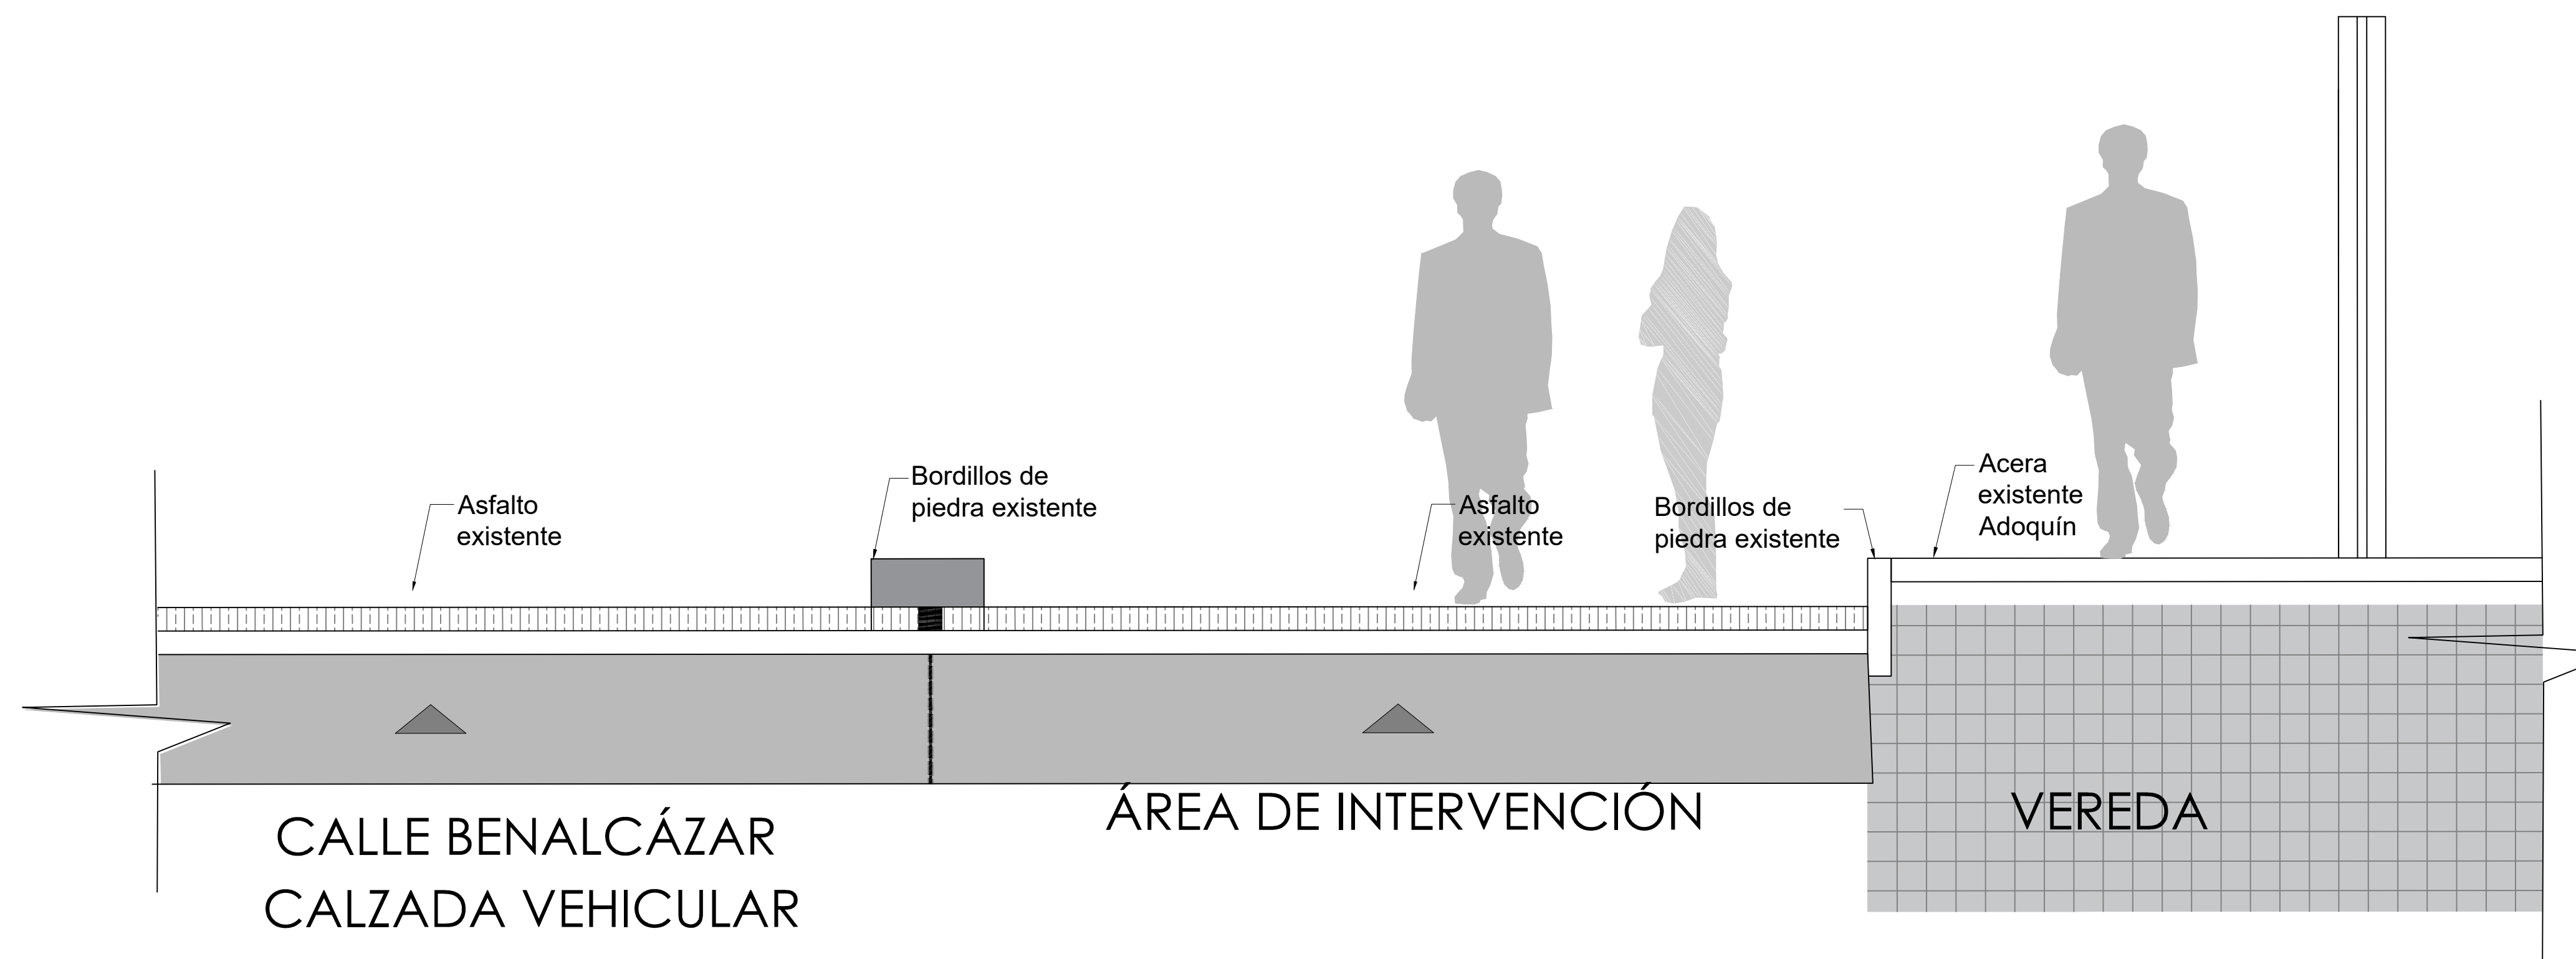 Asfalto
existente
Bordillos de
piedra existente
Asfalto
existente
Bordillos de
piedra existente
Acera
existente
Adoquín
CALLE BENALCÁZAR
CALZADA VEHICULAR
ÁREA DE INTERVENCIÓN
VEREDA